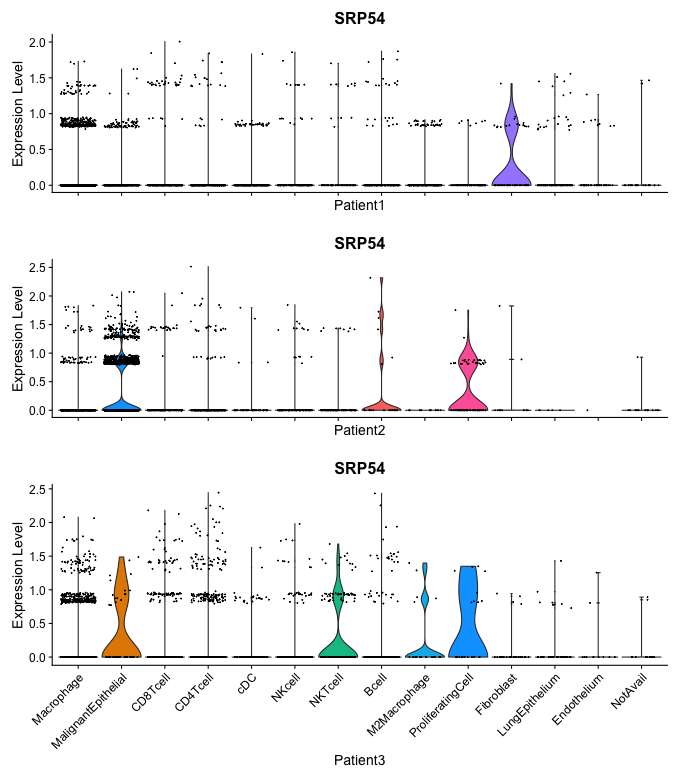 SRP54
Expression Level
2.0
1.5
1.0
0.5
0.0
Patient1
SRP54
Expression Level
2.5
2.0
1.5
1.0
0.5
0.0
Patient2
SRP54
Expression Level
2.5
2.0
1.5
1.0
0.5
0.0
Macrophage
MalignantEpithelial
CD8Tcell
CD4Tcell
cDC
NKcell
NKTcell
Bcell
M2Macrophage
ProliferatingCell
Fibroblast
LungEpithelium
Endothelium
NotAvail
Patient3